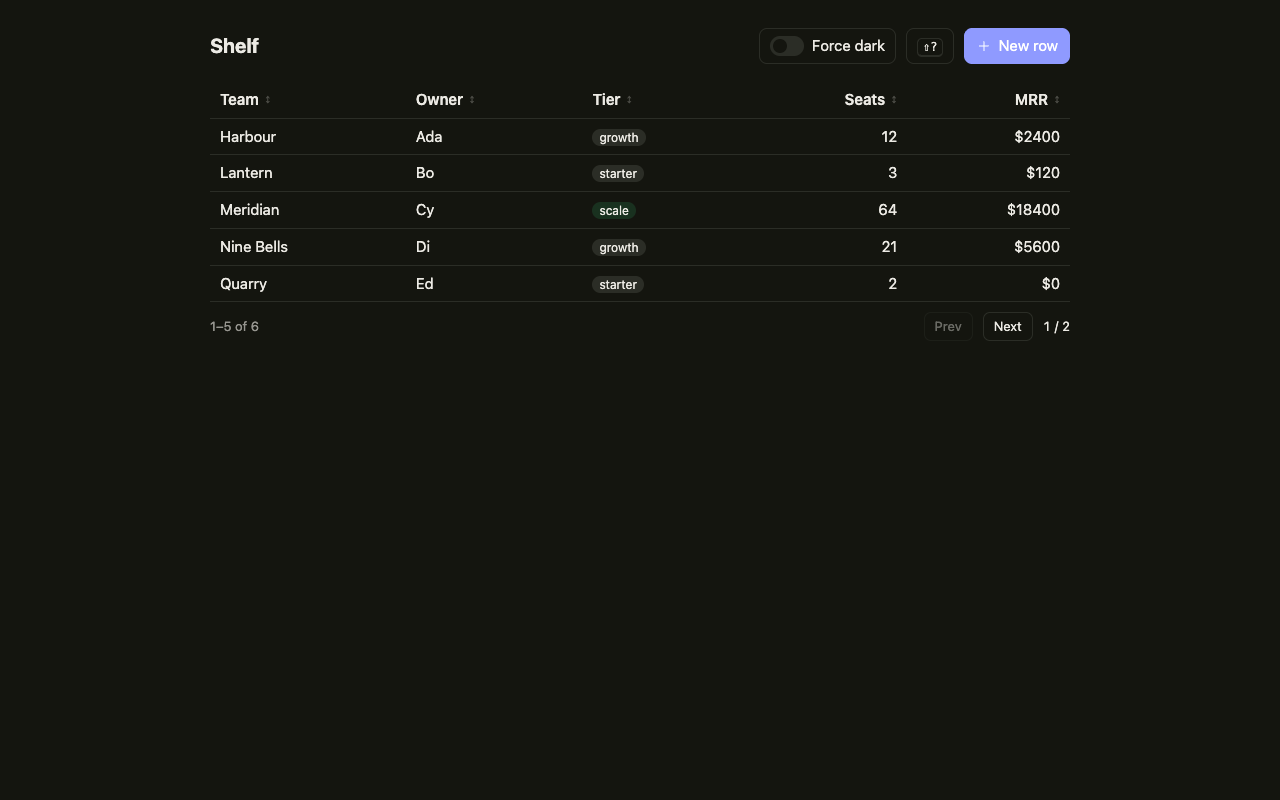 Shelf Force dark ⇧? + New row
Team ↕ Owner ↕ Tier ↕ Seats ↕ MRR ↕
Harbour Ada growth 12 $2400
Lantern Bo starter 3 $120
Meridian Cy scale 64 $18400
Nine Bells Di growth 21 $5600
Quarry Ed starter 2 $0
1–5 of 6 Prev Next 1 / 2